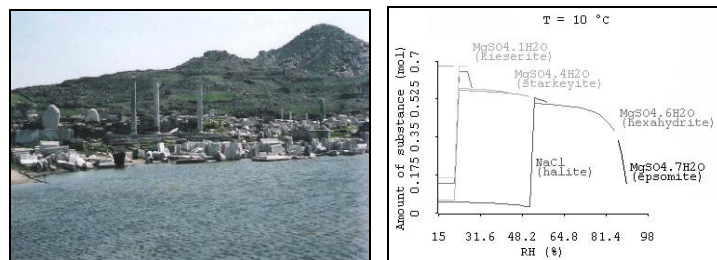 T = 10 °C
MgSO4.1H2O
(kieserite)
MgSO4.4H2O
(starkeyite)
MgSO4.6H2O
(hexahydrite)
NaCl
(halite)
MgSO4.7H2O
(epsomite)
Amount of substance (mol)
0.7
0.525
0.35
0.175
0
15 31.6 48.2 64.8 81.4 98
RH (%)